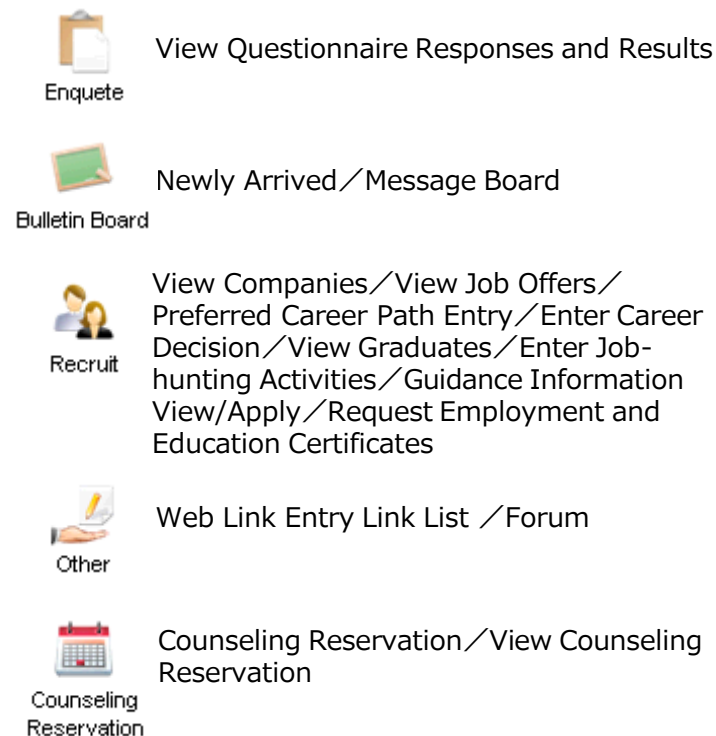 View Questionnaire Responses and Results
Enquete
Newly Arrived／Message Board
Bulletin Board
View Companies／View Job Offers／
Preferred Career Path Entry／Enter Career
Decision／View Graduates／Enter Job-
hunting Activities／Guidance Information
View/Apply／Request Employment and
Education Certificates
Recruit
Web Link Entry Link List ／Forum
Other
Counseling Reservation／View Counseling
Reservation
Counseling
Reservation